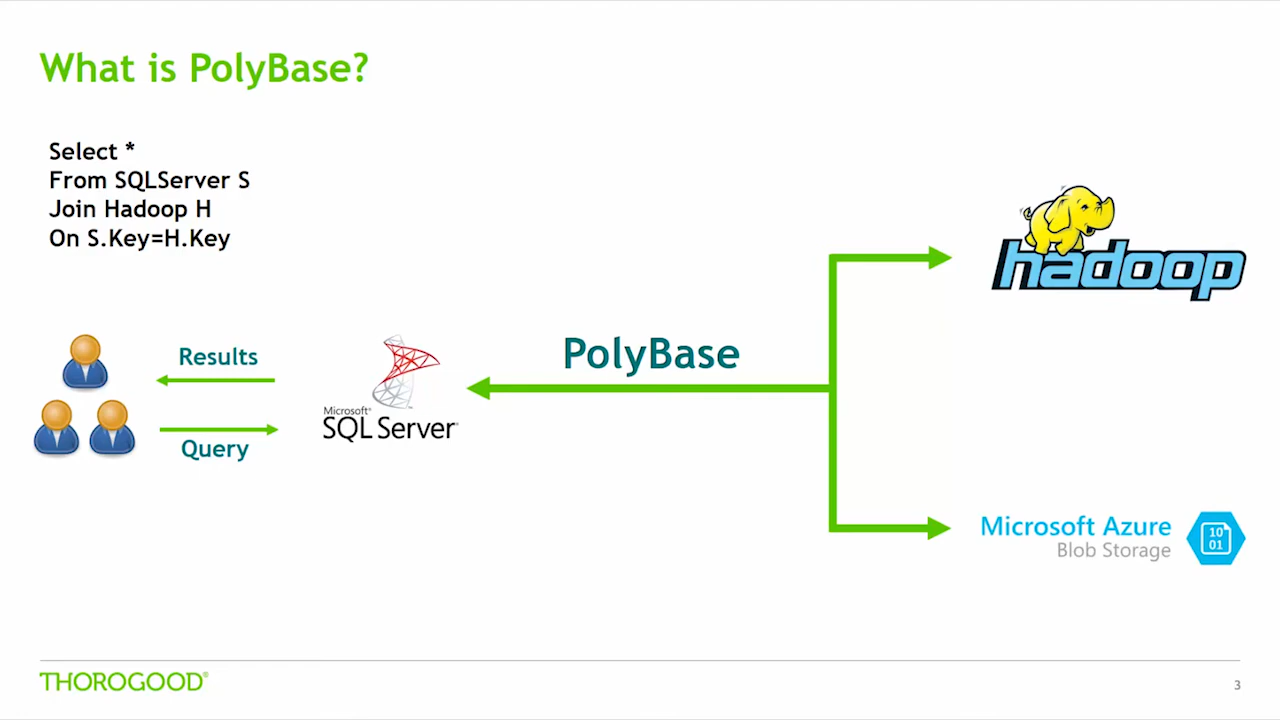 What is PolyBase?
Select *
From SQLServer S
Join Hadoop H
On S.Key=H.Key
hadoop
Results
PolyBase
Microsoft®
SQL Server
Query
Microsoft Azure
Blob Storage
10
01
THOROGOOD®
3